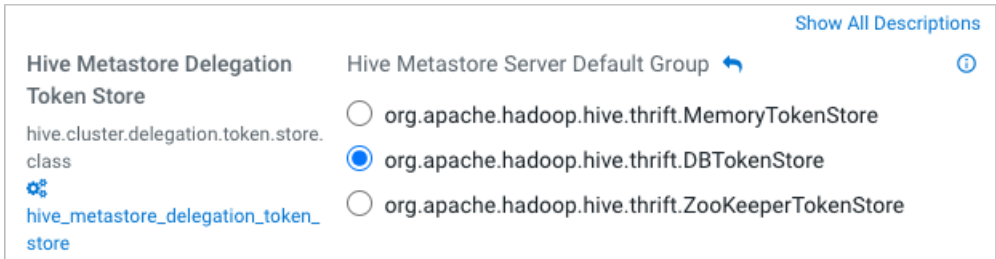 Show All Descriptions
Hive Metastore Delegation
Token Store
hive.cluster.delegation.token.store.
class
hive_metastore_delegation_token_
store
Hive Metastore Server Default Group
org.apache.hadoop.hive.thrift.MemoryTokenStore
org.apache.hadoop.hive.thrift.DBTokenStore
org.apache.hadoop.hive.thrift.ZooKeeperTokenStore